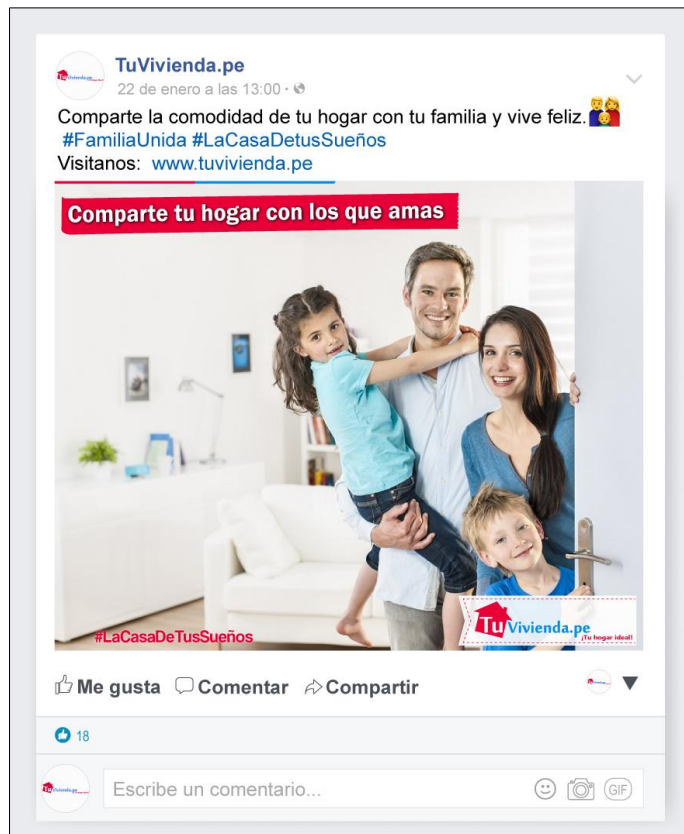 TuVivienda.pe
22 de enero a las 13:00 ·
Comparte la comodidad de tu hogar con tu familia y vive feliz.
#FamiliaUnida #LaCasaDetusSueños
Visitanos: www.tuvivienda.pe
Comparte tu hogar con los que amas
#LaCasaDeTusSueños
TuVivienda.pe
¡Tu hogar ideal!
Me gusta Comentar Compartir
18
Escribe un comentario...
GIF